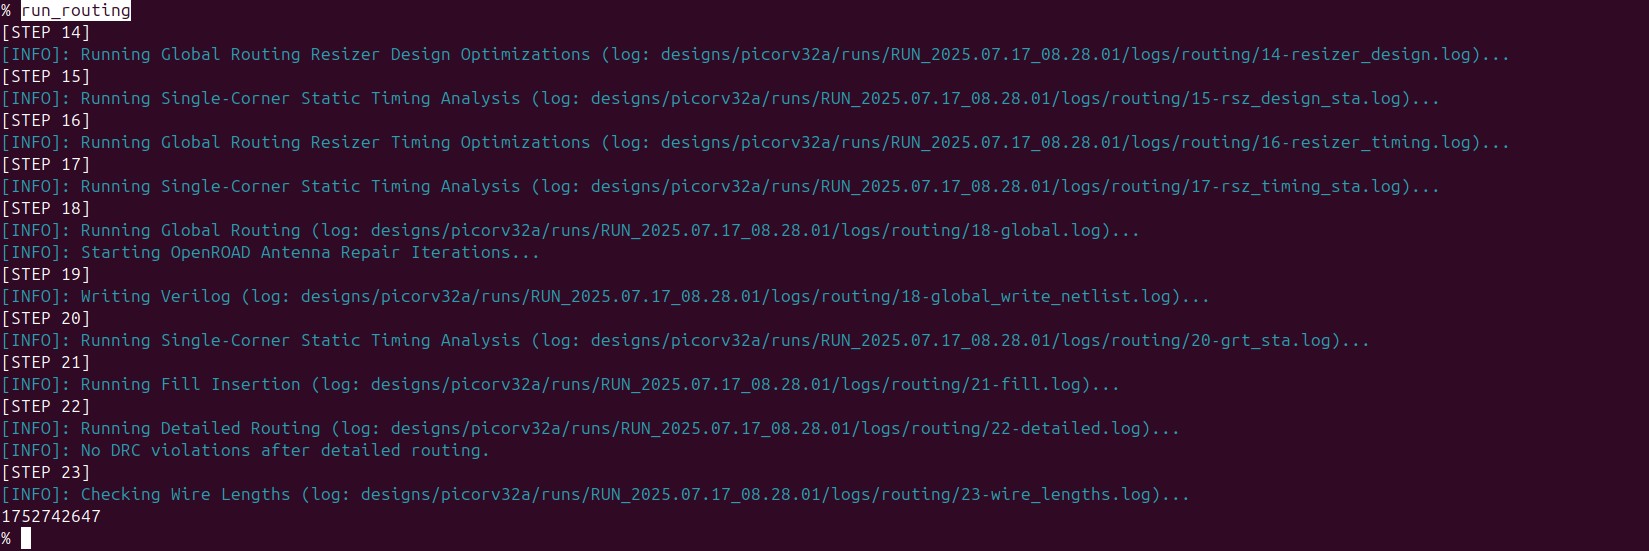 % run_routing
[STEP 14]
[INFO]: Running Global Routing Resizer Design Optimizations (log: designs/picorv32a/runs/RUN_2025.07.17_08.28.01/logs/routing/14-resizer_design.log)...
[STEP 15]
[INFO]: Running Single-Corner Static Timing Analysis (log: designs/picorv32a/runs/RUN_2025.07.17_08.28.01/logs/routing/15-rsz_design_sta.log)...
[STEP 16]
[INFO]: Running Global Routing Resizer Timing Optimizations (log: designs/picorv32a/runs/RUN_2025.07.17_08.28.01/logs/routing/16-resizer_timing.log)...
[STEP 17]
[INFO]: Running Single-Corner Static Timing Analysis (log: designs/picorv32a/runs/RUN_2025.07.17_08.28.01/logs/routing/17-rsz_timing_sta.log)...
[STEP 18]
[INFO]: Running Global Routing (log: designs/picorv32a/runs/RUN_2025.07.17_08.28.01/logs/routing/18-global.log)...
[INFO]: Starting OpenROAD Antenna Repair Iterations...
[STEP 19]
[INFO]: Writing Verilog (log: designs/picorv32a/runs/RUN_2025.07.17_08.28.01/logs/routing/18-global_write_netlist.log)...
[STEP 20]
[INFO]: Running Single-Corner Static Timing Analysis (log: designs/picorv32a/runs/RUN_2025.07.17_08.28.01/logs/routing/20-grt_sta.log)...
[STEP 21]
[INFO]: Running Fill Insertion (log: designs/picorv32a/runs/RUN_2025.07.17_08.28.01/logs/routing/21-fill.log)...
[STEP 22]
[INFO]: Running Detailed Routing (log: designs/picorv32a/runs/RUN_2025.07.17_08.28.01/logs/routing/22-detailed.log)...
[INFO]: No DRC violations after detailed routing.
[STEP 23]
[INFO]: Checking Wire Lengths (log: designs/picorv32a/runs/RUN_2025.07.17_08.28.01/logs/routing/23-wire_lengths.log)...
1752742647
%